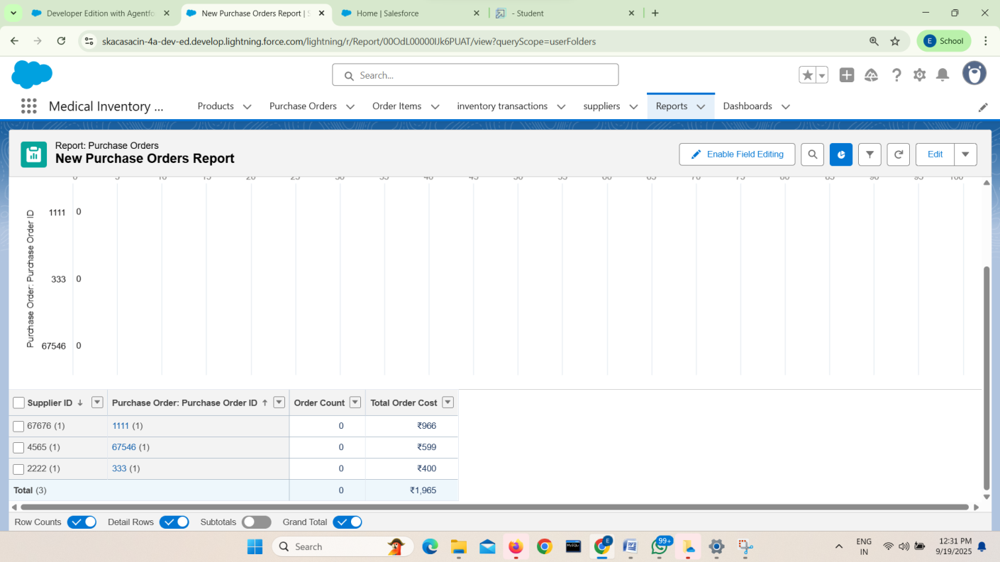 Developer Edition with Agentfo
New Purchase Orders Report | S
Home | Salesforce
- Student
skacasacin-4a-dev-ed.develop.lightning.force.com/lightning/r/Report/00OdL00000IJk6PUAT/view?queryScope=userFolders
E School
Search...
Medical Inventory ...
Products
Purchase Orders
Order Items
inventory transactions
suppliers
Reports
Dashboards
Report: Purchase Orders
New Purchase Orders Report
Enable Field Editing
Edit
0 5 10 15 20 25 30 35 40 45 50 55 60 65 70 75 80 85 90 95 100
Purchase Order: Purchase Order ID
1111 0
333 0
67546 0
Supplier ID Purchase Order: Purchase Order ID Order Count Total Order Cost
67676 (1) 1111 (1) 0 ₹966
4565 (1) 67546 (1) 0 ₹599
2222 (1) 333 (1) 0 ₹400
Total (3) 0 ₹1,965
Row Counts Detail Rows Subtotals Grand Total
Search
MySQL
E
99+
ENG
IN
12:31 PM
9/19/2025